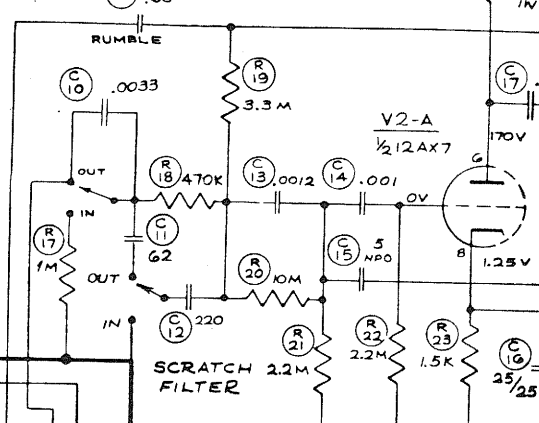 RUMBLE
C 10
.0033
R 19
3.3M
C 17
V2-A
½ 12AX7
170V
OUT
R 18
470K
C 13
.0012
C 14
.001
0V
6
IN
R 17
1M
C 11
62
C 15
5
NPO
8
1.25V
OUT
R 20
10M
C 12
220
IN
R 21
2.2M
R 22
2.2M
R 23
1.5K
C 16
25/25
SCRATCH
FILTER